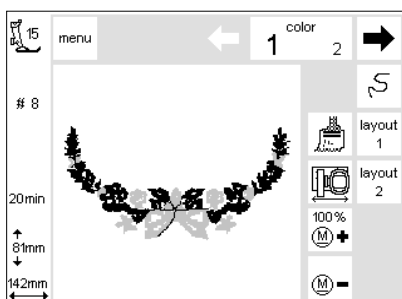 15
menu
color
1 2
# 8
layout
1
layout
2
20min
100%
81mm
M +
142mm
M -